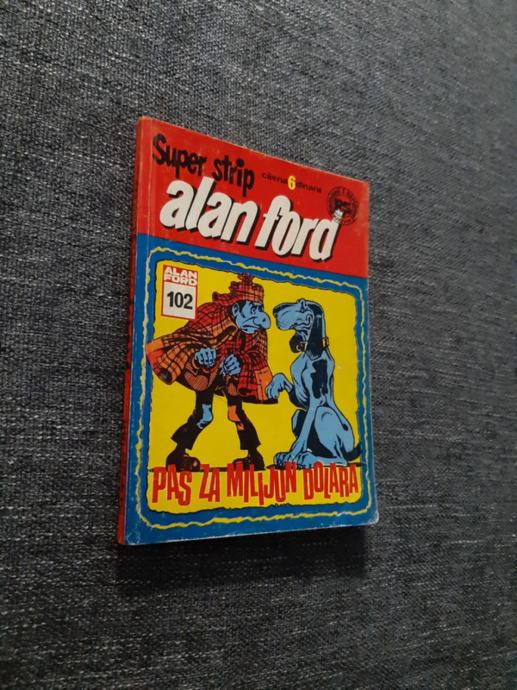 Super strip
cijena 6 dinara
alan ford
ALAN
FORD
102
PAS ZA MILIJUN DOLARA